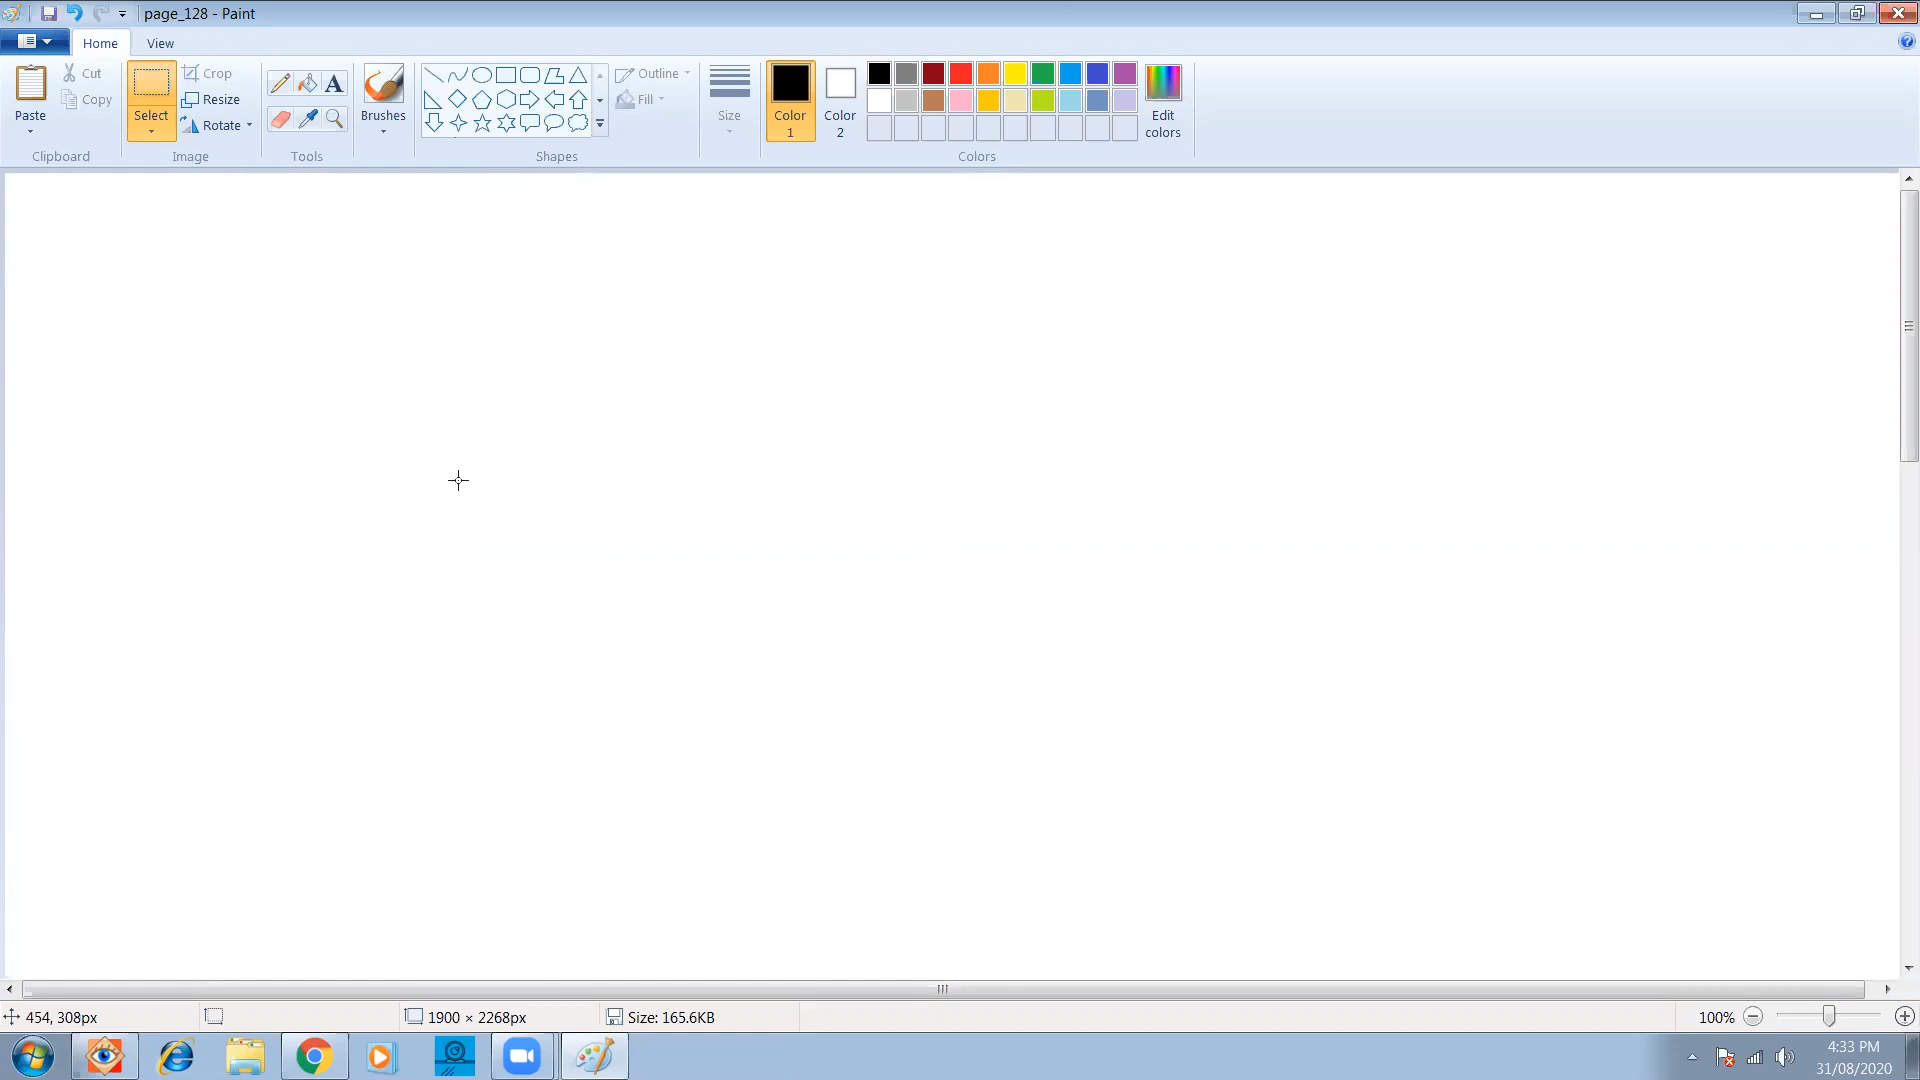 page_128 - Paint
Home View
Paste
Cut
Copy
Clipboard
Select
Crop
Resize
Rotate
Image
A
Tools
Brushes
Shapes
Outline
Fill
Size
Color
1
Color
2
Colors
Edit
colors
454, 308px
1900 × 2268px
Size: 165.6KB
100%
4:33 PM
31/08/2020